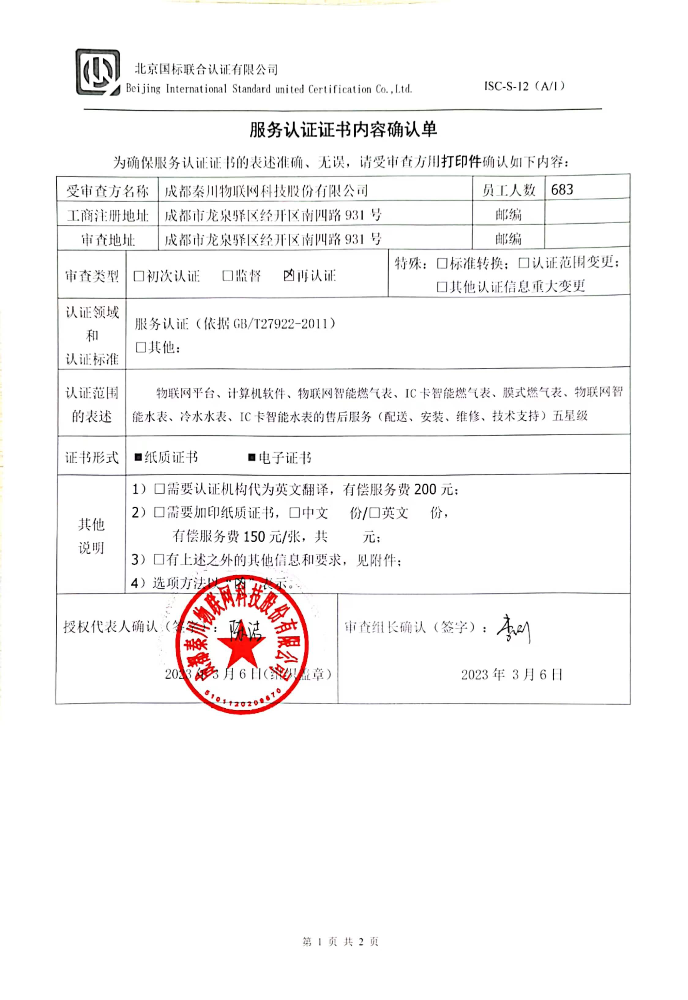 北京国标联合认证有限公司
Beijing International Standard united Certification Co.,Ltd.
ISC-S-12（A/1）
服务认证证书内容确认单
为确保服务认证证书的表述准确、无误，请受审查方用打印件确认如下内容：
受审查方名称 成都秦川物联网科技股份有限公司 员工人数 683
工商注册地址 成都市龙泉驿区经开区南四路 931 号 邮编
审查地址 成都市龙泉驿区经开区南四路 931 号 邮编
审查类型 □初次认证 □监督 ☒再认证
特殊：□标准转换；□认证范围变更；
□其他认证信息重大变更
认证领域
和
认证标准
服务认证（依据 GB/T27922-2011）
□其他：
认证范围
的表述
物联网平台、计算机软件、物联网智能燃气表、IC 卡智能燃气表、膜式燃气表、物联网智
能水表、冷水水表、IC 卡智能水表的售后服务（配送、安装、维修、技术支持）五星级
证书形式 ■纸质证书 ■电子证书
其他
说明
1）□需要认证机构代为英文翻译，有偿服务费 200 元；
2）□需要加印纸质证书，□中文 份/□英文 份，
有偿服务费 150 元/张，共 元；
3）□有上述之外的其他信息和要求，见附件；
4）选项方法以“☒”表示。
授权代表人确认（签字）：陈洁
2023 年 3 月 6 日（组织盖章）
成都秦川物联网科技股份有限公司
5101120209670
审查组长确认（签字）：
2023 年 3 月 6 日
第 1 页 共 2 页